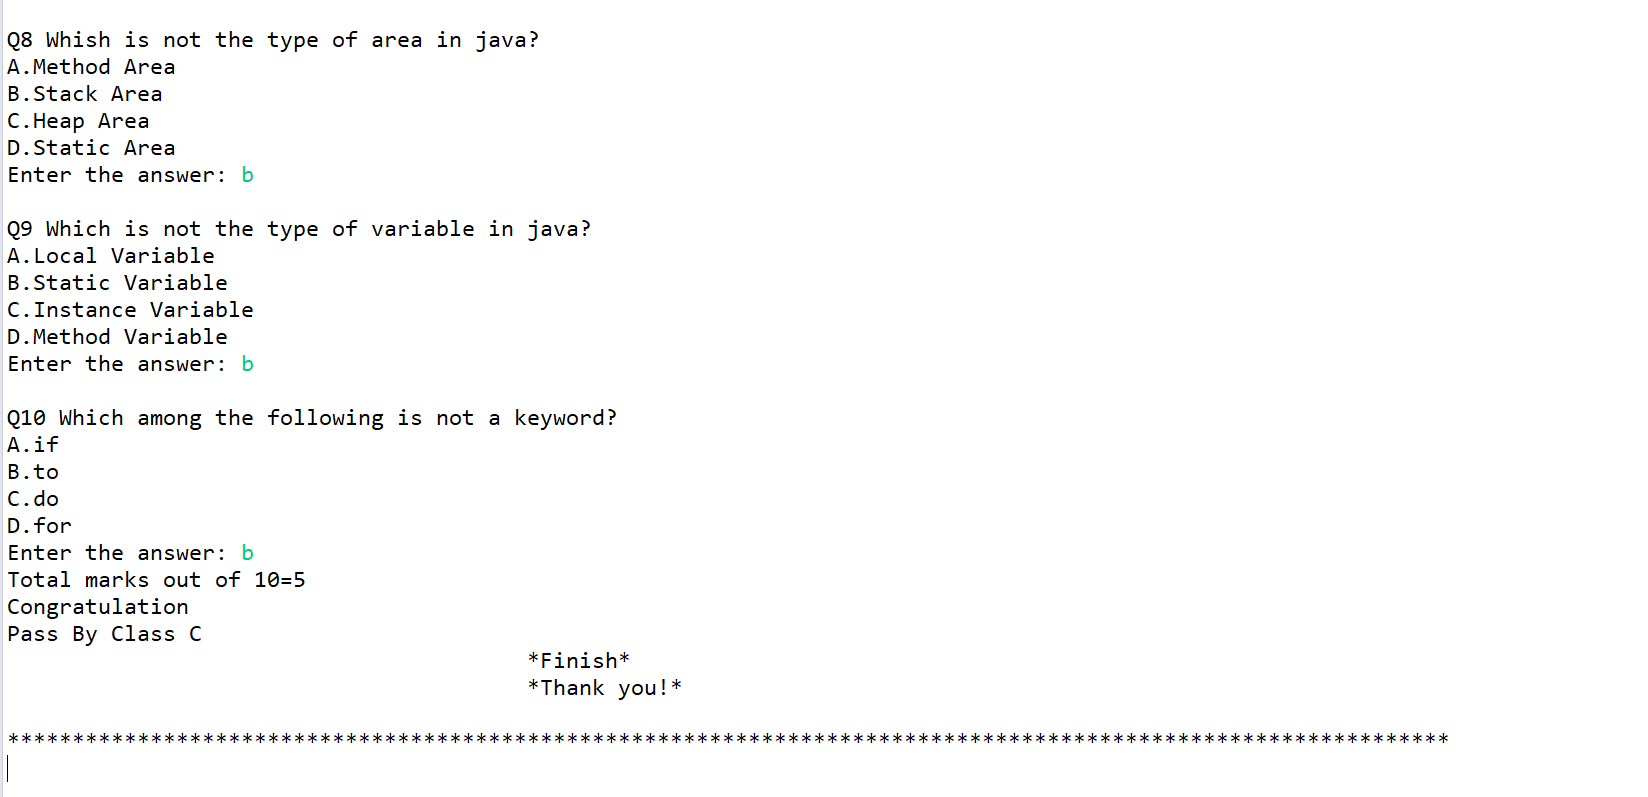 Q8 Whish is not the type of area in java?
A.Method Area
B.Stack Area
C.Heap Area
D.Static Area
Enter the answer: b
Q9 Which is not the type of variable in java?
A.Local Variable
B.Static Variable
C.Instance Variable
D.Method Variable
Enter the answer: b
Q10 Which among the following is not a keyword?
A.if
B.to
C.do
D.for
Enter the answer: b
Total marks out of 10=5
Congratulation
Pass By Class C
*Finish*
*Thank you!*
***************************************************************************************************************